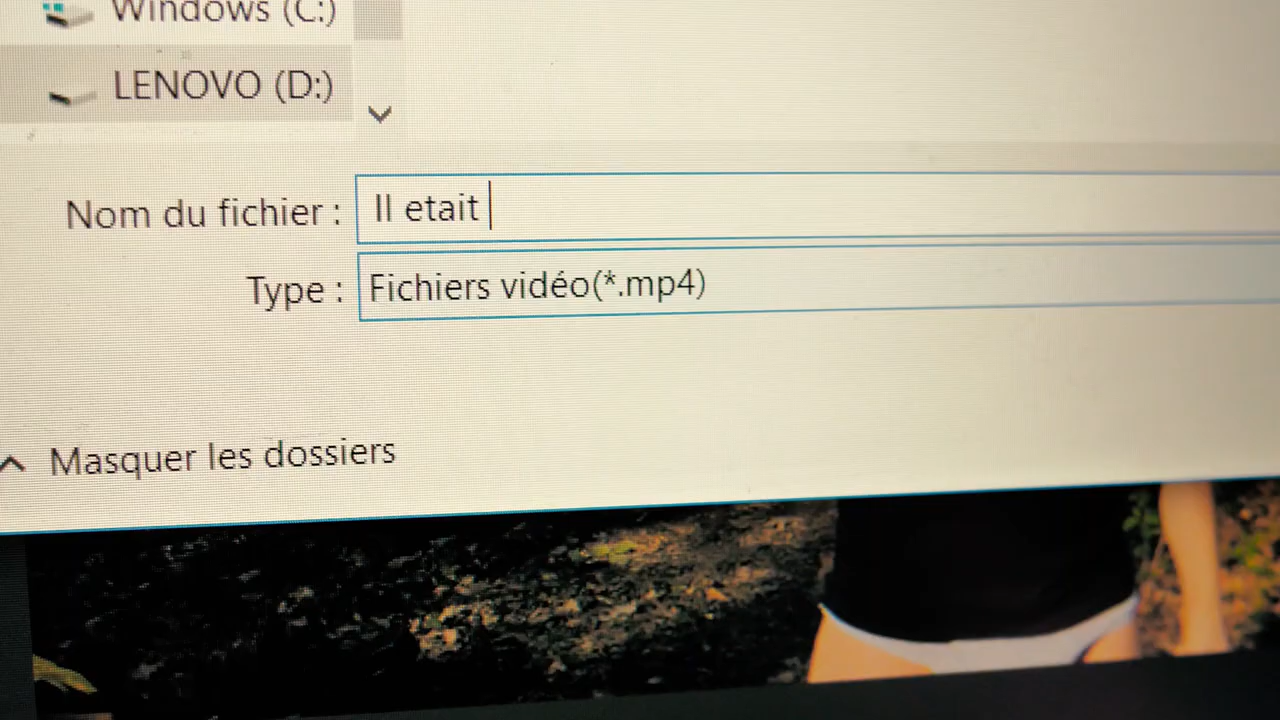 Windows (C:)
LENOVO (D:)
Nom du fichier :
Il etait
Type :
Fichiers vidéo(*.mp4)
Masquer les dossiers